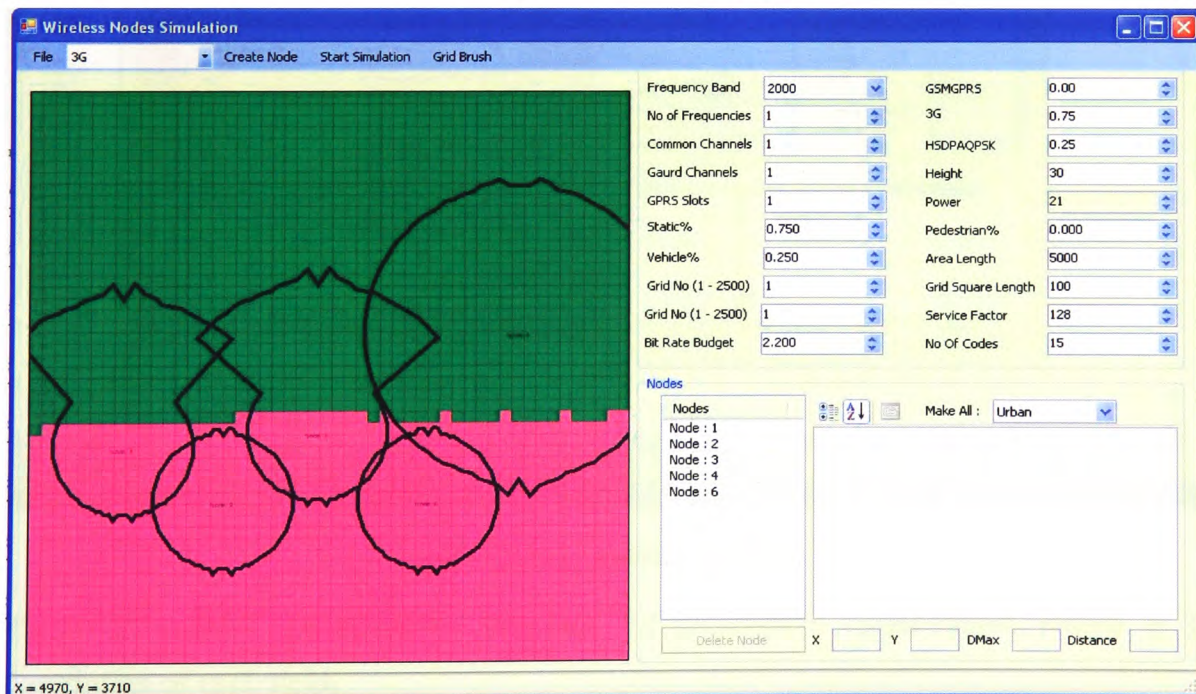 Wireless Nodes Simulation
File 3G Create Node Start Simulation Grid Brush
Frequency Band 2000 GSMGPRS 0.00
No of Frequencies 1 3G 0.75
Common Channels 1 HSDPAQPSK 0.25
Gaurd Channels 1 Height 30
GPRS Slots 1 Power 21
Static% 0.750 Pedestrian% 0.000
Vehicle% 0.250 Area Length 5000
Grid No (1 - 2500) 1 Grid Square Length 100
Grid No (1 - 2500) 1 Service Factor 128
Bit Rate Budget 2.200 No Of Codes 15
Nodes
Nodes Make All : Urban
Node : 1
Node : 2
Node : 3
Node : 4
Node : 6
Delete Node X Y DMax Distance
X = 4970, Y = 3710